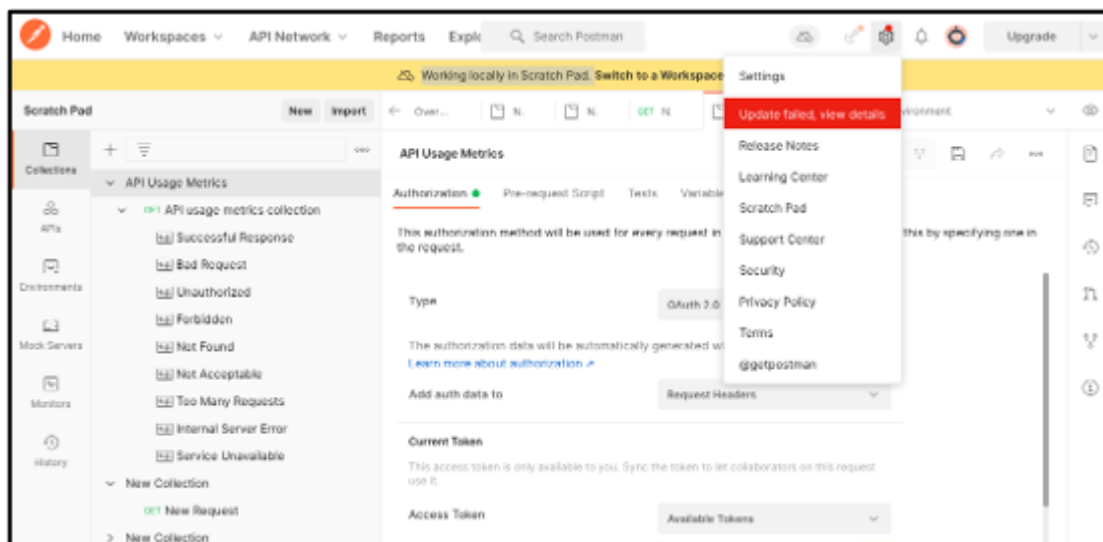 Home Workspaces API Network Reports Explo Search Postman Upgrade
Working locally in Scratch Pad. Switch to a Workspace
Scratch Pad New Import
Over... N. N. GET N vironment
Collections
APIs
Environments
Mock Servers
Monitors
History
API Usage Metrics
GET API usage metrics collection
Successful Response
Bad Request
Unauthorized
Forbidden
Not Found
Not Acceptable
Too Many Requests
Internal Server Error
Service Unavailable
New Collection
GET New Request
New Collection
API Usage Metrics
Authorization Pre-request Script Tests Variable
This authorization method will be used for every request in this by specifying one in
the request.
Type OAuth 2.0
The authorization data will be automatically generated w
Learn more about authorization
Add auth data to Request Headers
Current Token
This access token is only available to you. Sync the token to let collaborators on this request
use it.
Access Token Available Tokens
Settings
Update failed, view details
Release Notes
Learning Center
Scratch Pad
Support Center
Security
Privacy Policy
Terms
@getpostman